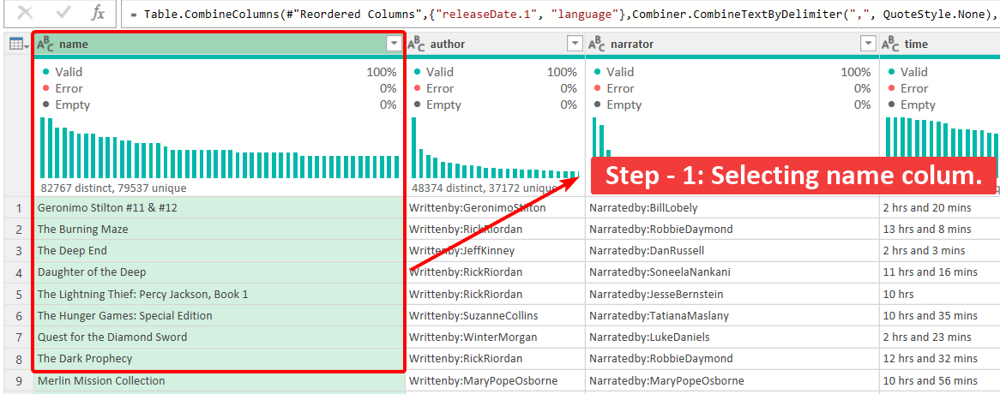 = Table.CombineColumns(#"Reordered Columns",{"releaseDate.1", "language"},Combiner.CombineTextByDelimiter(",", QuoteStyle.None),
ABC name ABC author ABC narrator ABC time
Valid 100% Valid 100% Valid 100% Valid
Error 0% Error 0% Error 0% Error
Empty 0% Empty 0% Empty 0% Empty
Step - 1: Selecting name colum.
82767 distinct, 79537 unique 48374 distinct, 37172 unique
1 Geronimo Stilton #11 & #12 Writtenby:GeronimoStilton Narratedby:BillLobely 2 hrs and 20 mins
2 The Burning Maze Writtenby:RickRiordan Narratedby:RobbieDaymond 13 hrs and 8 mins
3 The Deep End Writtenby:JeffKinney Narratedby:DanRussell 2 hrs and 3 mins
4 Daughter of the Deep Writtenby:RickRiordan Narratedby:SoneelaNankani 11 hrs and 16 mins
5 The Lightning Thief: Percy Jackson, Book 1 Writtenby:RickRiordan Narratedby:JesseBernstein 10 hrs
6 The Hunger Games: Special Edition Writtenby:SuzanneCollins Narratedby:TatianaMaslany 10 hrs and 35 mins
7 Quest for the Diamond Sword Writtenby:WinterMorgan Narratedby:LukeDaniels 2 hrs and 23 mins
8 The Dark Prophecy Writtenby:RickRiordan Narratedby:RobbieDaymond 12 hrs and 32 mins
9 Merlin Mission Collection Writtenby:MaryPopeOsborne Narratedby:MaryPopeOsborne 10 hrs and 56 mins